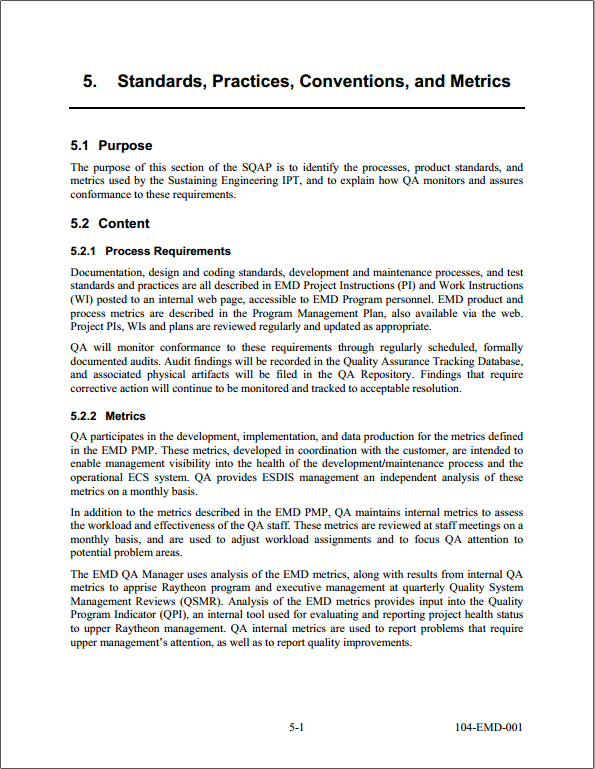 5. Standards, Practices, Conventions, and Metrics
5.1 Purpose
The purpose of this section of the SQAP is to identify the processes, product standards, and
metrics used by the Sustaining Engineering IPT, and to explain how QA monitors and assures
conformance to these requirements.
5.2 Content
5.2.1 Process Requirements
Documentation, design and coding standards, development and maintenance processes, and test
standards and practices are all described in EMD Project Instructions (PI) and Work Instructions
(WI) posted to an internal web page, accessible to EMD Program personnel. EMD product and
process metrics are described in the Program Management Plan, also available via the web.
Project PIs, WIs and plans are reviewed regularly and updated as appropriate.
QA will monitor conformance to these requirements through regularly scheduled, formally
documented audits. Audit findings will be recorded in the Quality Assurance Tracking Database,
and associated physical artifacts will be filed in the QA Repository. Findings that require
corrective action will continue to be monitored and tracked to acceptable resolution.
5.2.2 Metrics
QA participates in the development, implementation, and data production for the metrics defined
in the EMD PMP. These metrics, developed in coordination with the customer, are intended to
enable management visibility into the health of the development/maintenance process and the
operational ECS system. QA provides ESDIS management an independent analysis of these
metrics on a monthly basis.
In addition to the metrics described in the EMD PMP, QA maintains internal metrics to assess
the workload and effectiveness of the QA staff. These metrics are reviewed at staff meetings on a
monthly basis, and are used to adjust workload assignments and to focus QA attention to
potential problem areas.
The EMD QA Manager uses analysis of the EMD metrics, along with results from internal QA
metrics to apprise Raytheon program and executive management at quarterly Quality System
Management Reviews (QSMR). Analysis of the EMD metrics provides input into the Quality
Program Indicator (QPI), an internal tool used for evaluating and reporting project health status
to upper Raytheon management. QA internal metrics are used to report problems that require
upper management's attention, as well as to report quality improvements.
5-1 104-EMD-001